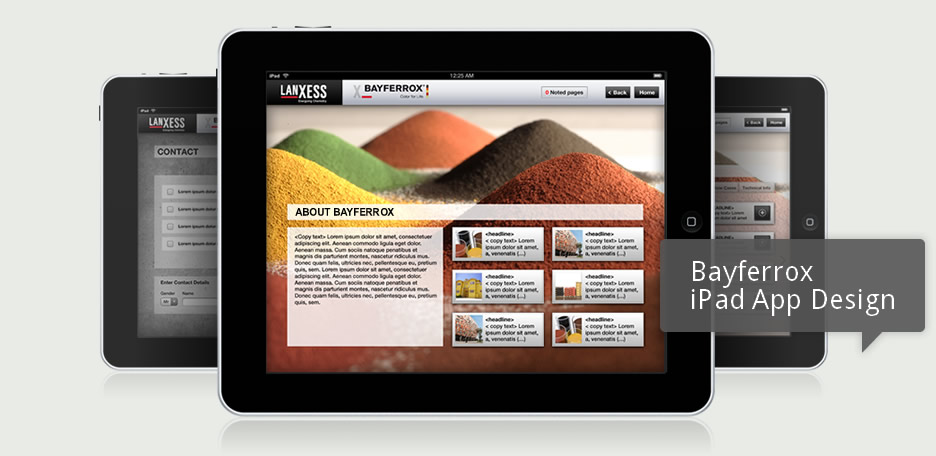 iPad
LANXESS
CONTACT
Lorem ipsum dolor
Lorem ipsum dolor
Lorem ipsum dolor
Lorem ipsum dolor
Enter Contact Details
Gender Name
Mr
iPad 12:25 AM
LANXESS
Energizing Chemistry
BAYFERROX®
Color for Life.
0 Noted pages
Back
Home
ABOUT BAYFERROX
<Copy text> Lorem ipsum dolor sit amet, consectetuer
adipiscing elit. Aenean commodo ligula eget dolor.
Aenean massa. Cum sociis natoque penatibus et
magnis dis parturient montes, nascetur ridiculus mus.
Donec quam felis, ultricies nec, pellentesque eu, pretium
quis, sem. Lorem ipsum dolor sit amet, consectetuer
adipiscing elit. Aenean commodo ligula eget dolor.
Aenean massa. Cum sociis natoque penatibus et
magnis dis parturient montes, nascetur ridiculus mus.
Donec quam felis, ultricies nec, pellentesque eu, pretium
quis, sem.
<headline>
< copy text> Lorem
ipsum dolor sit amet,
a, venenatis (...)
<headline>
< copy text> Lorem
ipsum dolor sit amet,
a, venenatis (...)
<headline>
< copy text> Lorem
ipsum dolor sit amet,
a, venenatis (...)
<headline>
< copy text> Lorem
ipsum dolor sit amet,
a, venenatis (...)
<headline>
< copy text> Lorem
ipsum dolor sit amet,
a, venenatis (...)
<headline>
< copy text> Lorem
ipsum dolor sit amet,
a, venenatis (...)
pages
Back
Home
Technical Info
Bayferrox
iPad App Design